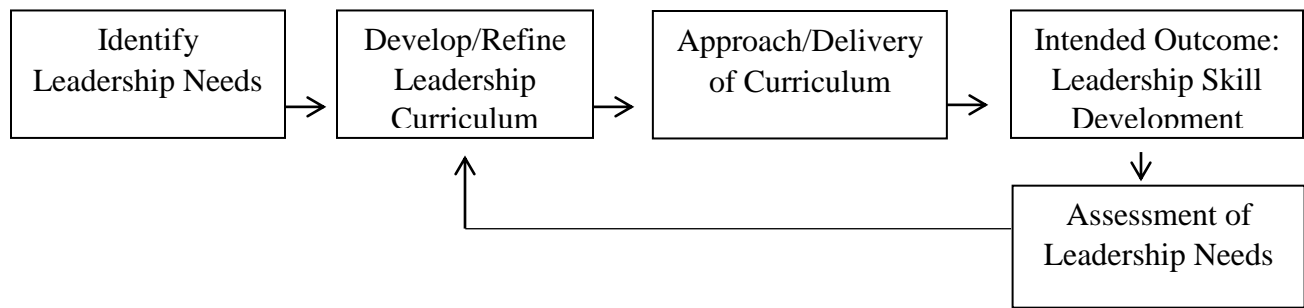 Identify
Leadership Needs
Develop/Refine
Leadership
Curriculum
Approach/Delivery
of Curriculum
Intended Outcome:
Leadership Skill
Development
Assessment of
Leadership Needs